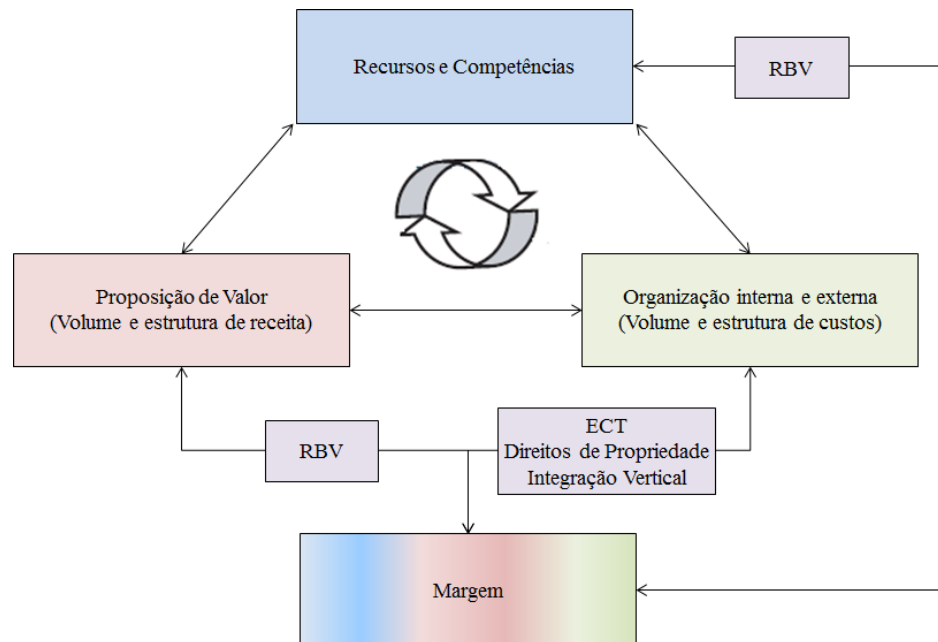 Recursos e Competências
RBV
Proposição de Valor
(Volume e estrutura de receita)
Organização interna e externa
(Volume e estrutura de custos)
RBV
ECT
Direitos de Propriedade
Integração Vertical
Margem